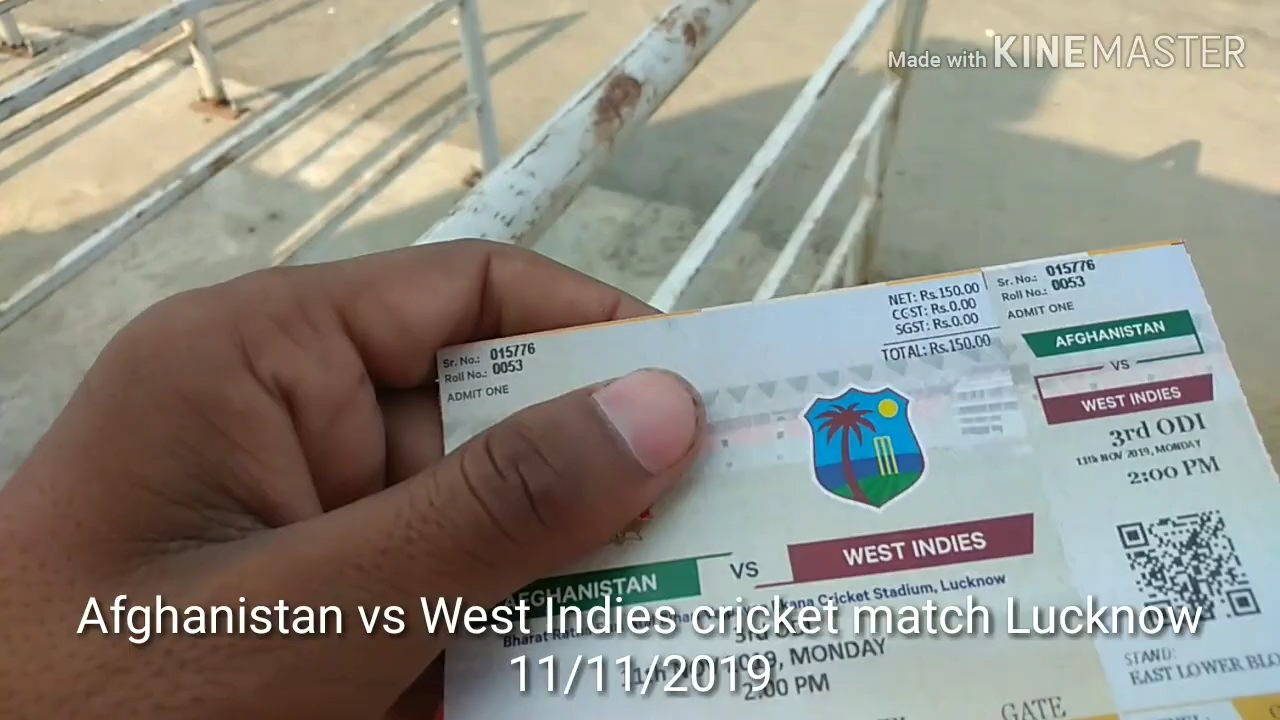 Made with KINEMASTER
Sr. No.: 015776
Roll No.: 0053
ADMIT ONE
NET: Rs.150.00
CGST: Rs.0.00
SGST: Rs.0.00
TOTAL: Rs.150.00
AFGHANISTAN VS WEST INDIES
Bharat Cricket Stadium, Lucknow
3rd
2019, MONDAY
2:00 PM
GATE
Sr. No.: 015776
Roll No.: 0053
ADMIT ONE
AFGHANISTAN
VS
WEST INDIES
3rd ODI
11th NOV 2019, MONDAY
2:00 PM
STAND:
EAST LOWER
Afghanistan vs West Indies cricket match Lucknow
11/11/2019